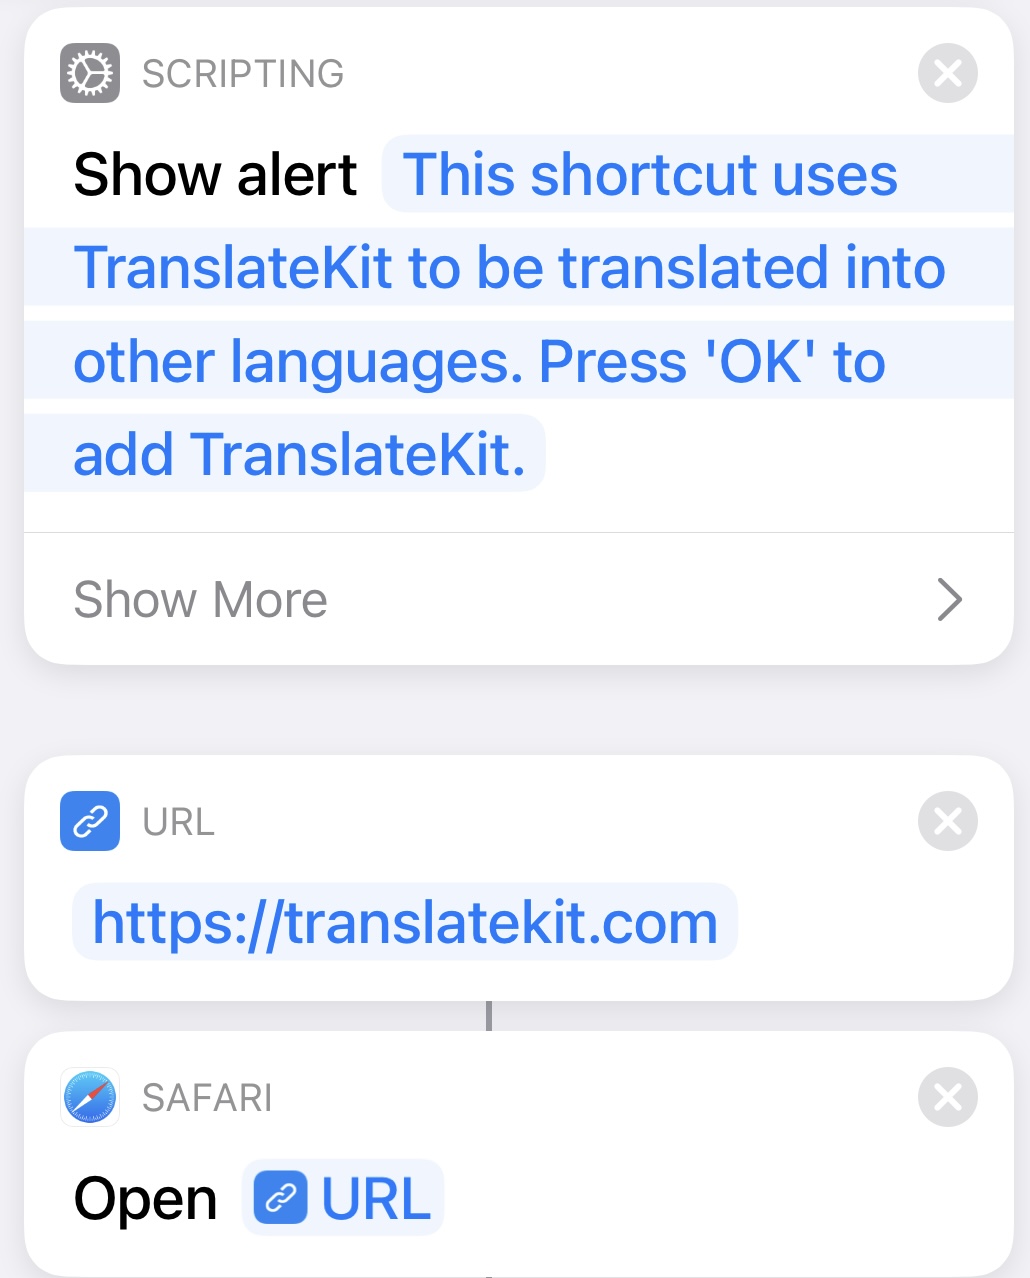 SCRIPTING
Show alert This shortcut uses
TranslateKit to be translated into
other languages. Press 'OK' to
add TranslateKit.
Show More
URL
https://translatekit.com
SAFARI
Open URL